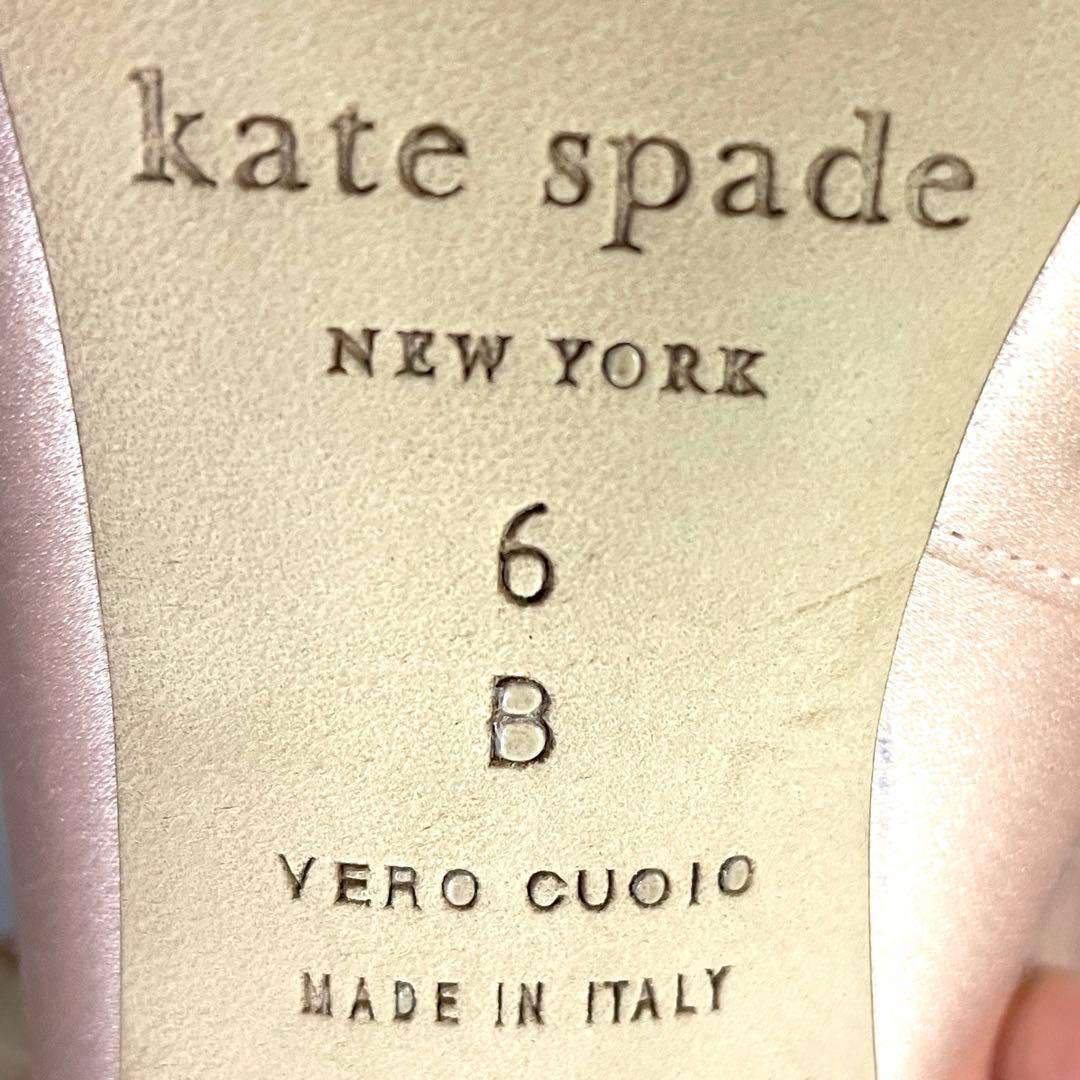 kate spade
NEW YORK
6
B
VERO CUOIO
MADE IN ITALY